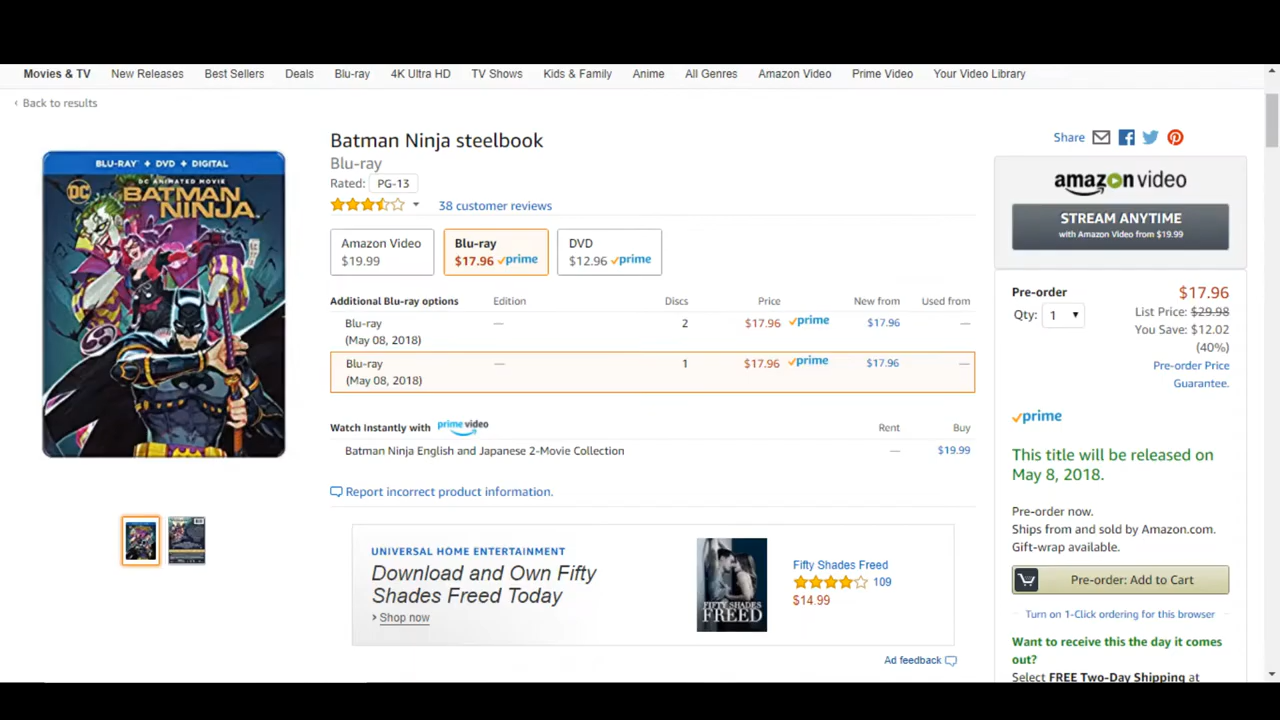 Movies & TV New Releases Best Sellers Deals Blu-ray 4K Ultra HD TV Shows Kids & Family Anime All Genres Amazon Video Prime Video Your Video Library
‹ Back to results
BLU-RAY + DVD + DIGITAL
DC
DC ANIMATED MOVIE
BATMAN
NINJA
Batman Ninja steelbook
Blu-ray
Rated: PG-13
38 customer reviews
Amazon Video
$19.99
Blu-ray
$17.96 prime
DVD
$12.96 prime
Additional Blu-ray options Edition Discs Price New from Used from
Blu-ray — 2 $17.96 prime $17.96 —
(May 08, 2018)
Blu-ray — 1 $17.96 prime $17.96 —
(May 08, 2018)
Watch Instantly with prime video Rent Buy
Batman Ninja English and Japanese 2-Movie Collection — $19.99
Report incorrect product information.
UNIVERSAL HOME ENTERTAINMENT
Download and Own Fifty
Shades Freed Today
› Shop now
FIFTY SHADES
FREED
Fifty Shades Freed
109
$14.99
Ad feedback
Share
amazon video
STREAM ANYTIME
with Amazon Video from $19.99
Pre-order $17.96
Qty: 1 List Price: $29.98
You Save: $12.02
(40%)
Pre-order Price
Guarantee.
prime
This title will be released on
May 8, 2018.
Pre-order now.
Ships from and sold by Amazon.com.
Gift-wrap available.
Pre-order: Add to Cart
Turn on 1-Click ordering for this browser
Want to receive this the day it comes
out?
Select FREE Two-Day Shipping at